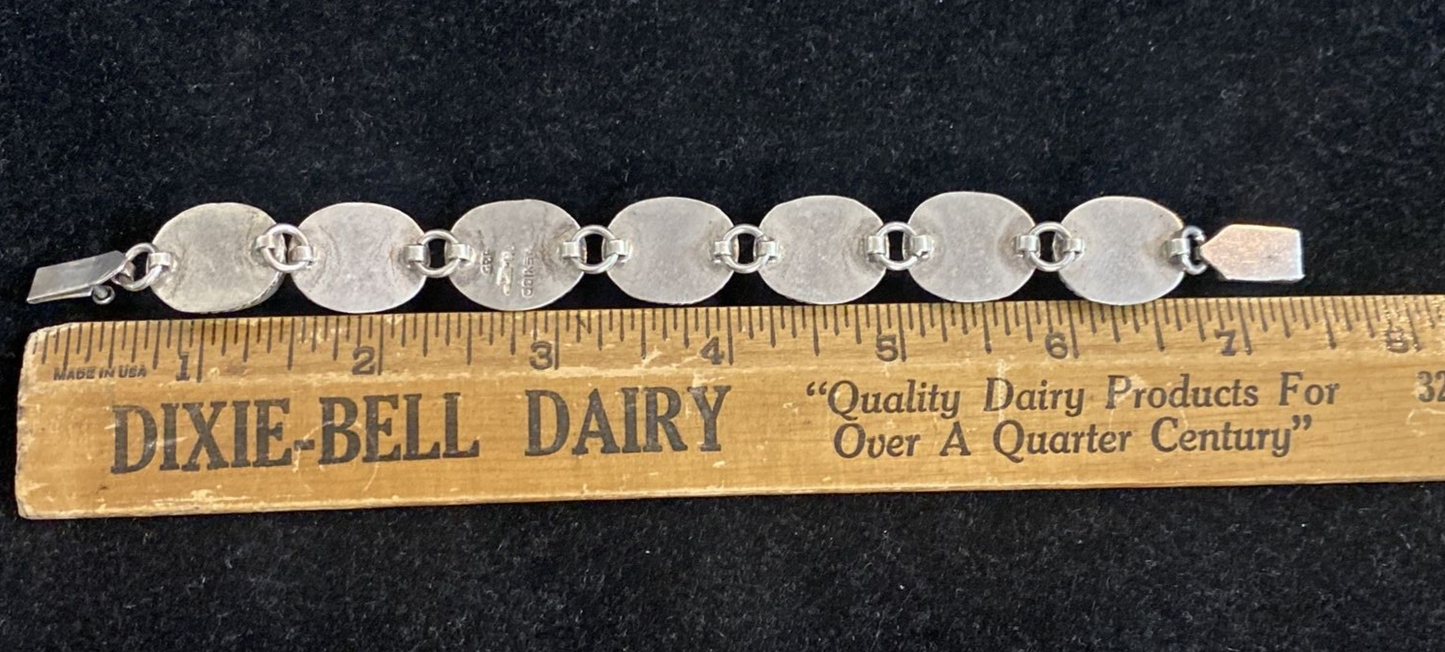 1 2 3 4 5 6 7 8
MADE IN USA
DIXIE-BELL DAIRY
"Quality Dairy Products For
Over A Quarter Century"
32